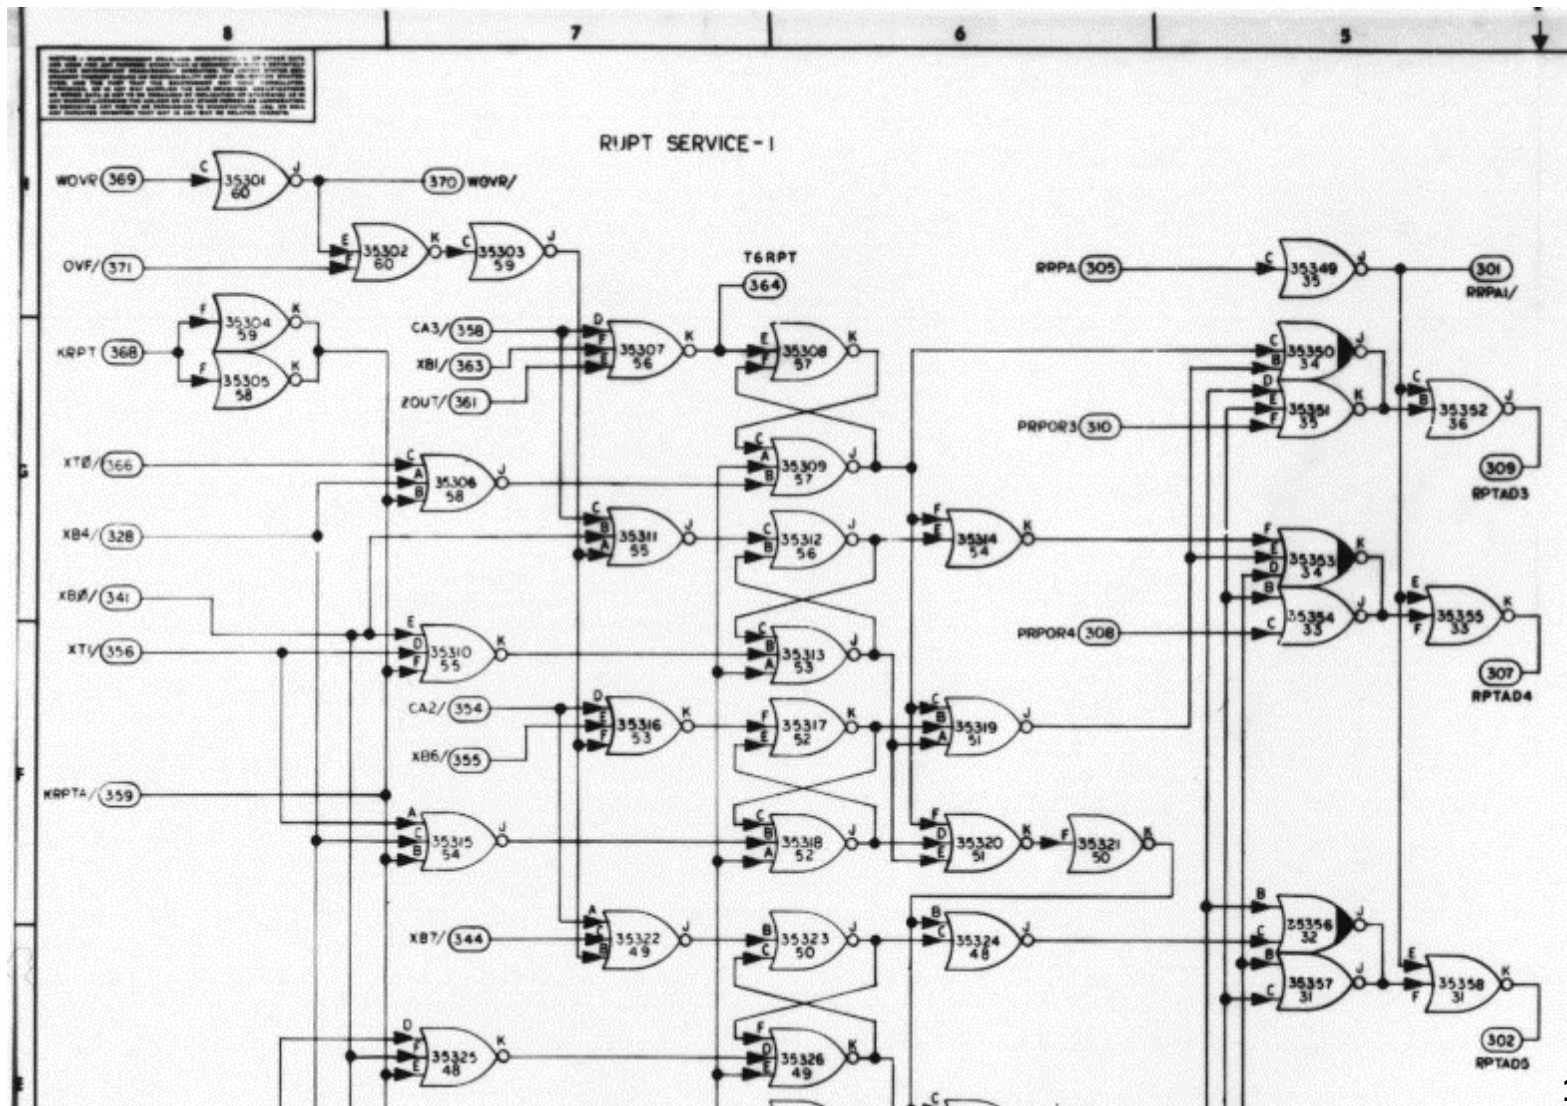 8 7 6 5
RUPT SERVICE-1
WOVR 369
C 35301 60 J
370 WOVR/
OVF/ 371
E 35302 60 K
C 35303 59 J
T6RPT
364
RRPA 305
C 35349 35 J
301
RRPA1/
F 35304 59 K
KRPT 368
F 35305 58 K
CA3/ 358
XB1/ 363
ZOUT/ 361
D F E 35307 56 K
E F 35308 57 K
C B 35350 34 J
D E F 35351 35 K
PRPOR3 310
C B 35352 36 J
309
RPTAD3
G
XTØ/ 366
C A B 35306 58 J
C A B 35309 57 J
XB4/ 328
C B A 35311 55 J
C B 35312 56 J
F E 35314 54 K
F E D 35353 34 K
XBØ/ 341
B C 35354 33 J
E F 35355 33 K
XT1/ 356
E D F 35310 55 K
C B A 35313 53 J
PRPOR4 308
307
RPTAD4
CA2/ 354
XB6/ 355
D E F 35316 53 K
F E 35317 52 K
C B A 35319 51 J
F
KRPTA/ 359
A C B 35315 54 J
C B A 35318 52 J
F D E 35320 51 K
F 35321 50 K
XB7/ 344
A C B 35322 49 J
B C 35323 50 J
B C 35324 48 J
B C 35356 32 J
B C 35357 31 J
E F 35358 31 K
D F E 35325 48 K
F D E 35326 49 K
302
RPTAD5
E
C